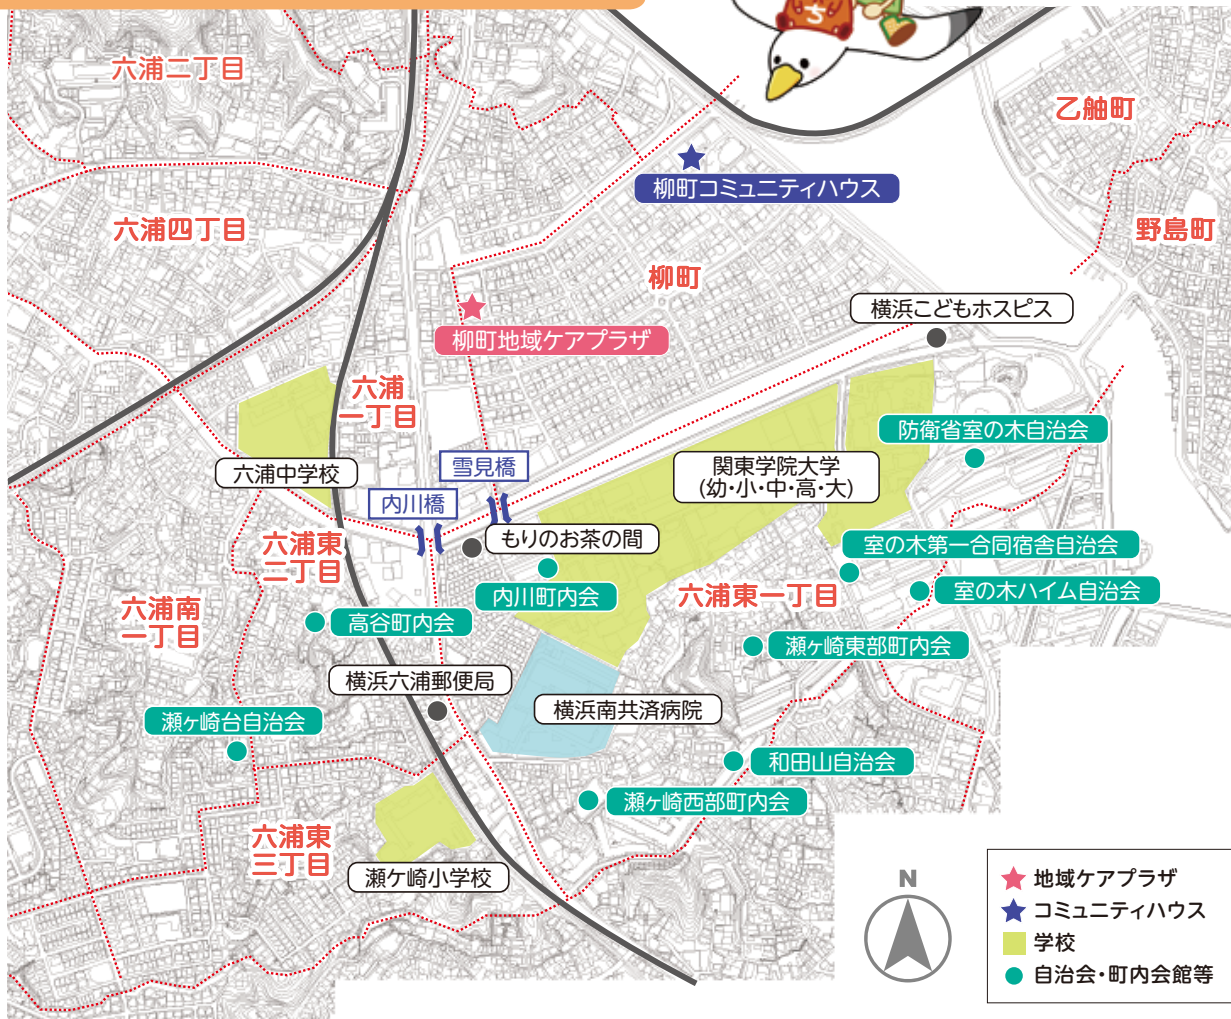 ち
六浦二丁目
乙舳町
柳町コミュニティハウス
六浦四丁目
野島町
柳町
横浜こどもホスピス
柳町地域ケアプラザ
六浦
一丁目
防衛省室の木自治会
関東学院大学
(幼・小・中・高・大)
雪見橋
六浦中学校
内川橋
もりのお茶の間
六浦東
二丁目
室の木第一合同宿舎自治会
室の木ハイム自治会
内川町内会
六浦東一丁目
六浦南
一丁目
高谷町内会
瀬ヶ崎東部町内会
横浜六浦郵便局
横浜南共済病院
瀬ヶ崎台自治会
和田山自治会
瀬ヶ崎西部町内会
六浦東
三丁目
瀬ケ崎小学校
N
地域ケアプラザ
コミュニティハウス
学校
自治会・町内会館等